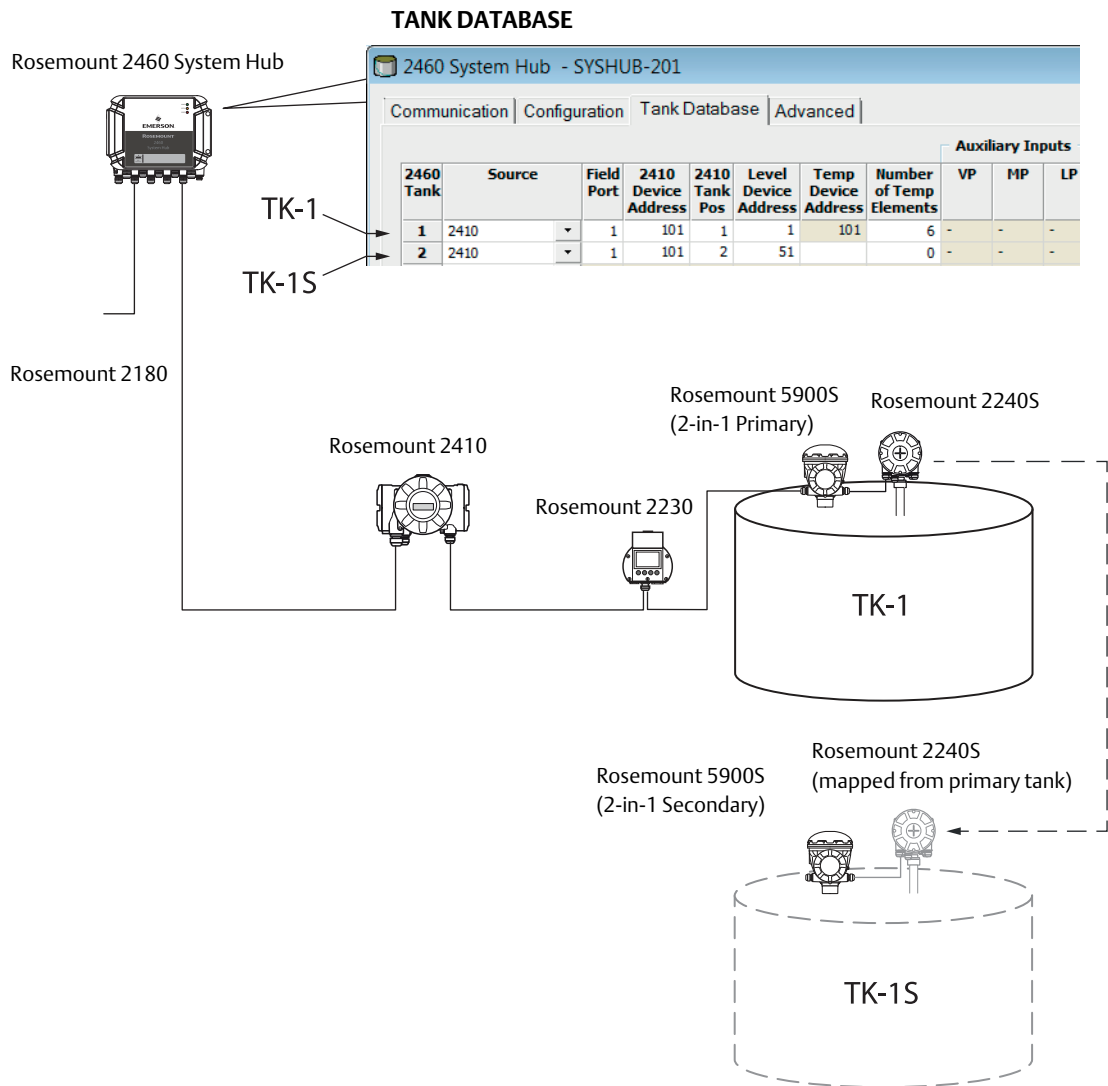 TANK DATABASE
Rosemount 2460 System Hub
2460 System Hub - SYSHUB-201
Communication Configuration Tank Database Advanced
Auxiliary Inputs
2460 Tank Source Field Port 2410 Device Address 2410 Tank Pos Level Device Address Temp Device Address Number of Temp Elements VP MP LP
TK-1
1 2410 1 101 1 1 101 6 - - -
TK-1S
2 2410 1 101 2 51 0 - - -
EMERSON
ROSEMOUNT
2460
System Hub
Rosemount 2180
Rosemount 2410
Rosemount 2230
Rosemount 5900S
(2-in-1 Primary)
Rosemount 2240S
TK-1
Rosemount 5900S
(2-in-1 Secondary)
Rosemount 2240S
(mapped from primary tank)
TK-1S